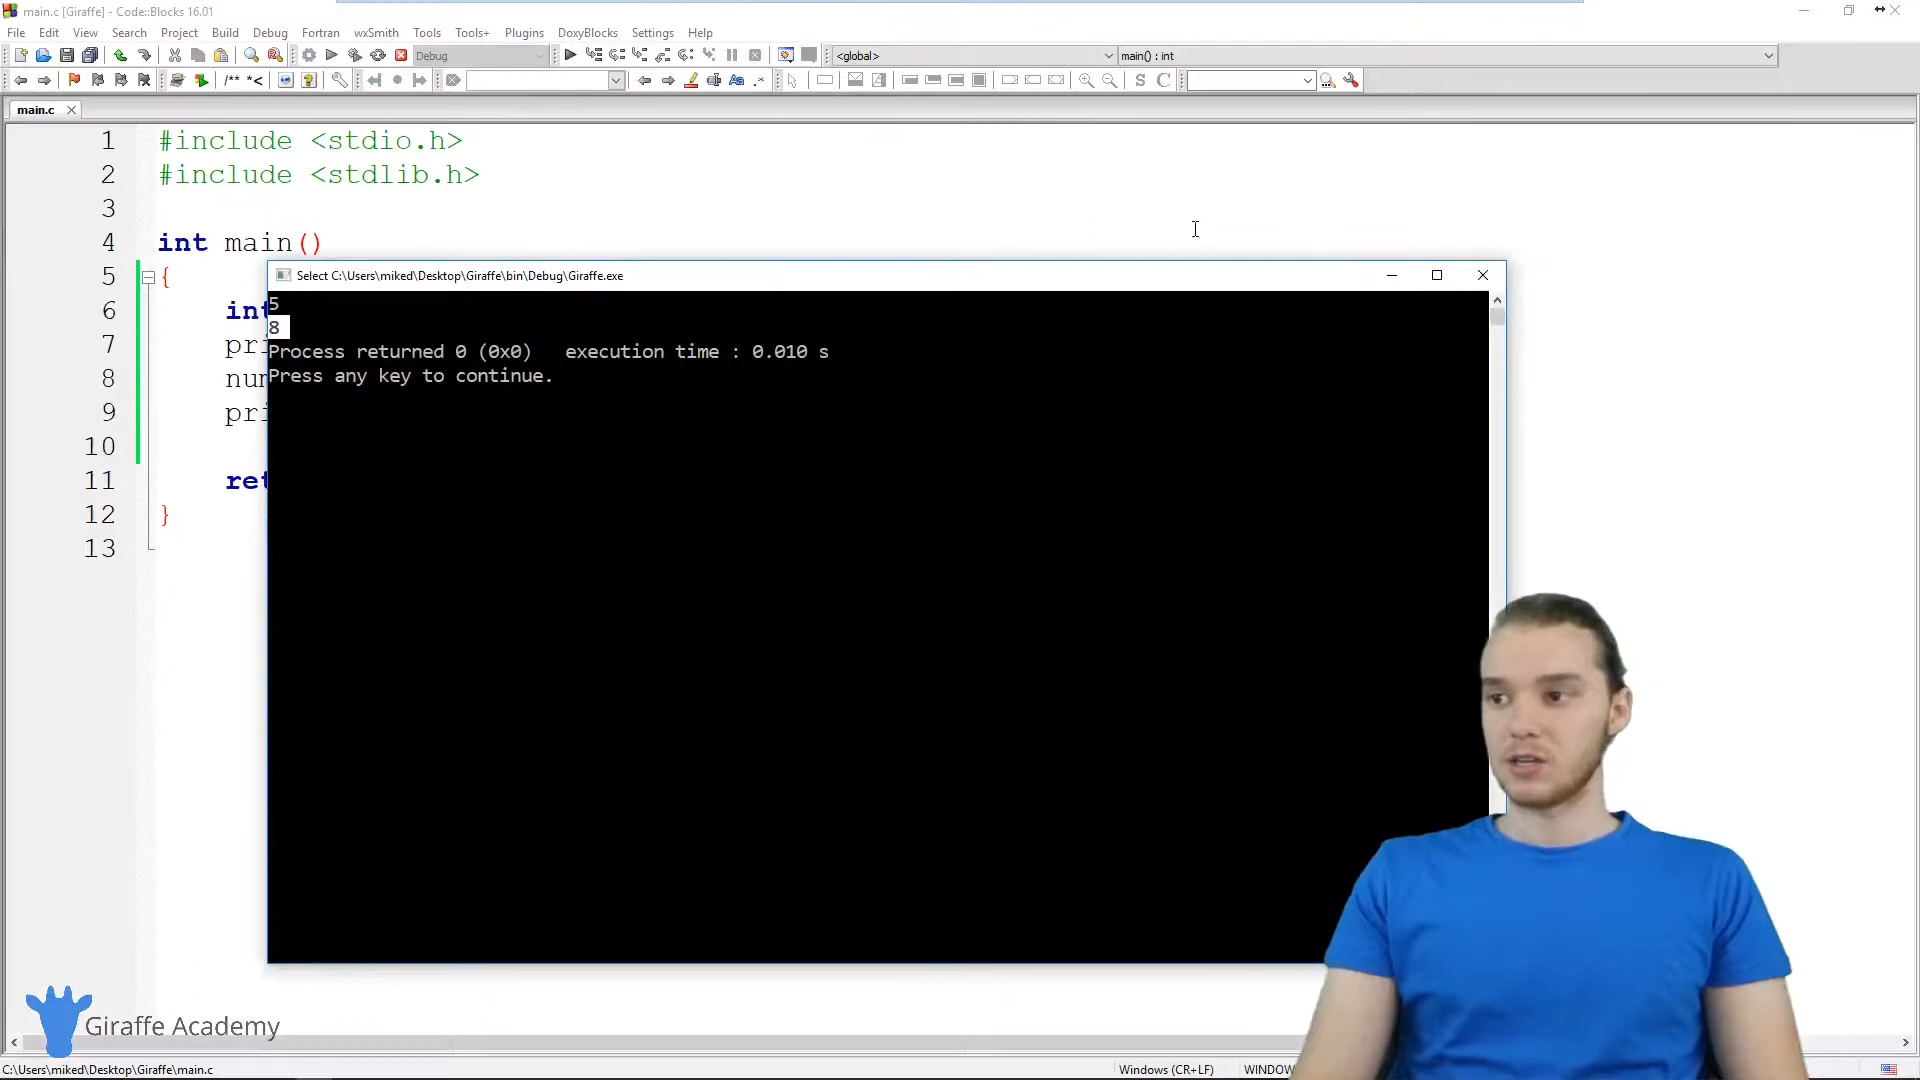 main.c [Giraffe] - Code::Blocks 16.01
File Edit View Search Project Build Debug Fortran wxSmith Tools Tools+ Plugins DoxyBlocks Settings Help
Debug <global> main() : int
/** *< Aa .* S C
main.c
1 #include <stdio.h>
2 #include <stdlib.h>
3
4 int main()
Select C:\Users\miked\Desktop\Giraffe\bin\Debug\Giraffe.exe
5 {
5
6 int
8
7 pri
Process returned 0 (0x0) execution time : 0.010 s
8 num
Press any key to continue.
9 pri
10
11 ret
12 }
13
Giraffe Academy
C:\Users\miked\Desktop\Giraffe\main.c Windows (CR+LF) WINDOW